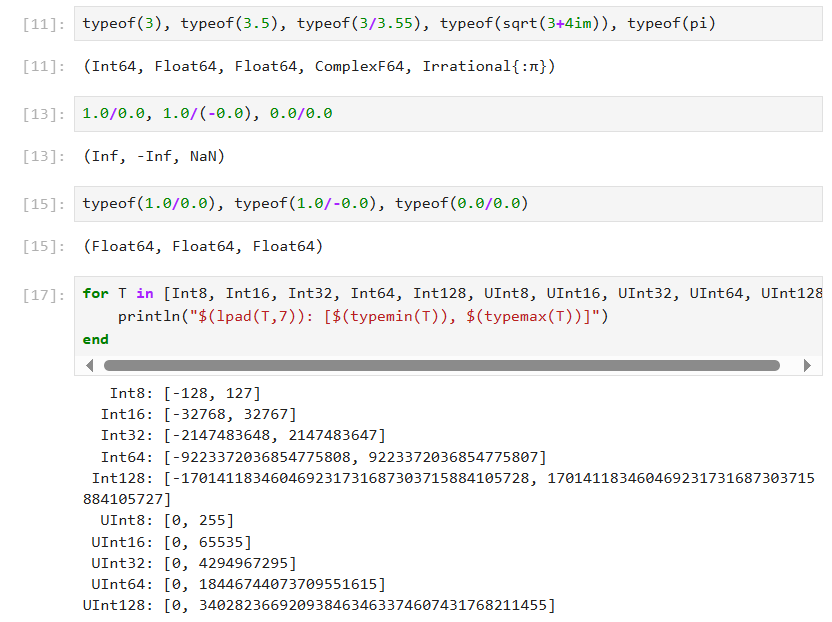 [11]: typeof(3), typeof(3.5), typeof(3/3.55), typeof(sqrt(3+4im)), typeof(pi)
[11]: (Int64, Float64, Float64, ComplexF64, Irrational{:π})
[13]: 1.0/0.0, 1.0/(-0.0), 0.0/0.0
[13]: (Inf, -Inf, NaN)
[15]: typeof(1.0/0.0), typeof(1.0/-0.0), typeof(0.0/0.0)
[15]: (Float64, Float64, Float64)
[17]: for T in [Int8, Int16, Int32, Int64, Int128, UInt8, UInt16, UInt32, UInt64, UInt128
println("$(lpad(T,7)): [$(typemin(T)), $(typemax(T))]")
end
Int8: [-128, 127]
Int16: [-32768, 32767]
Int32: [-2147483648, 2147483647]
Int64: [-9223372036854775808, 9223372036854775807]
Int128: [-170141183460469231731687303715884105728, 170141183460469231731687303715
884105727]
UInt8: [0, 255]
UInt16: [0, 65535]
UInt32: [0, 4294967295]
UInt64: [0, 18446744073709551615]
UInt128: [0, 340282366920938463463374607431768211455]